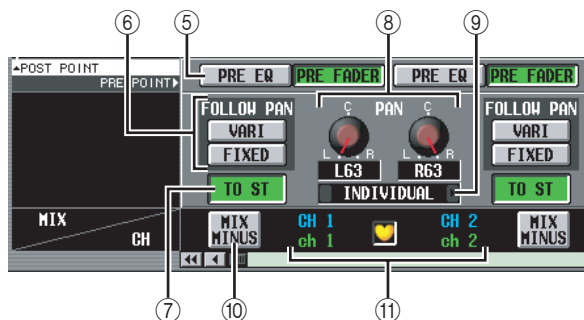 ⑥ ⑤ ⑧ ⑨
▲POST POINT
PRE POINT▶
PRE EQ PRE FADER PRE EQ PRE FADER
FOLLOW PAN C PAN C FOLLOW PAN
VARI VARI
L R L R
FIXED L63 R63 FIXED
TO ST INDIVIDUAL TO ST
MIX MIX MINUS CH 1 CH 2 MIX MINUS
CH ch 1 ch 2
⑦ ⑩ ⑪